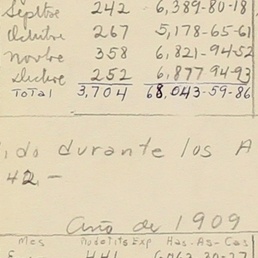 Septbre 242 6,389-80-18
Octubre 267 5,178-65-61
Novbre 358 6,821-94-52
Dicbre 252 6,877 94-93
Total 3,704 68,043-59-86
ido durante los A
42.-
Año de 1909
Mes Has-As-Cas
441